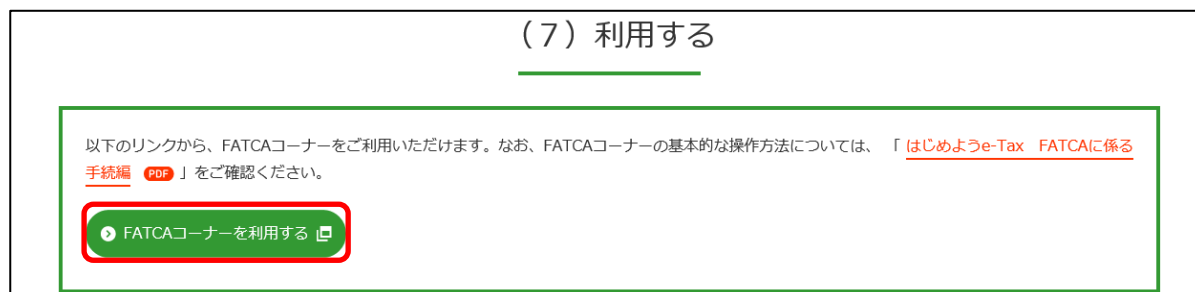 （７）利用する
以下のリンクから、FATCAコーナーをご利用いただけます。なお、FATCAコーナーの基本的な操作方法については、 「 はじめようe-Tax　FATCAに係る
手続編 PDF 」をご確認ください。
FATCAコーナーを利用する